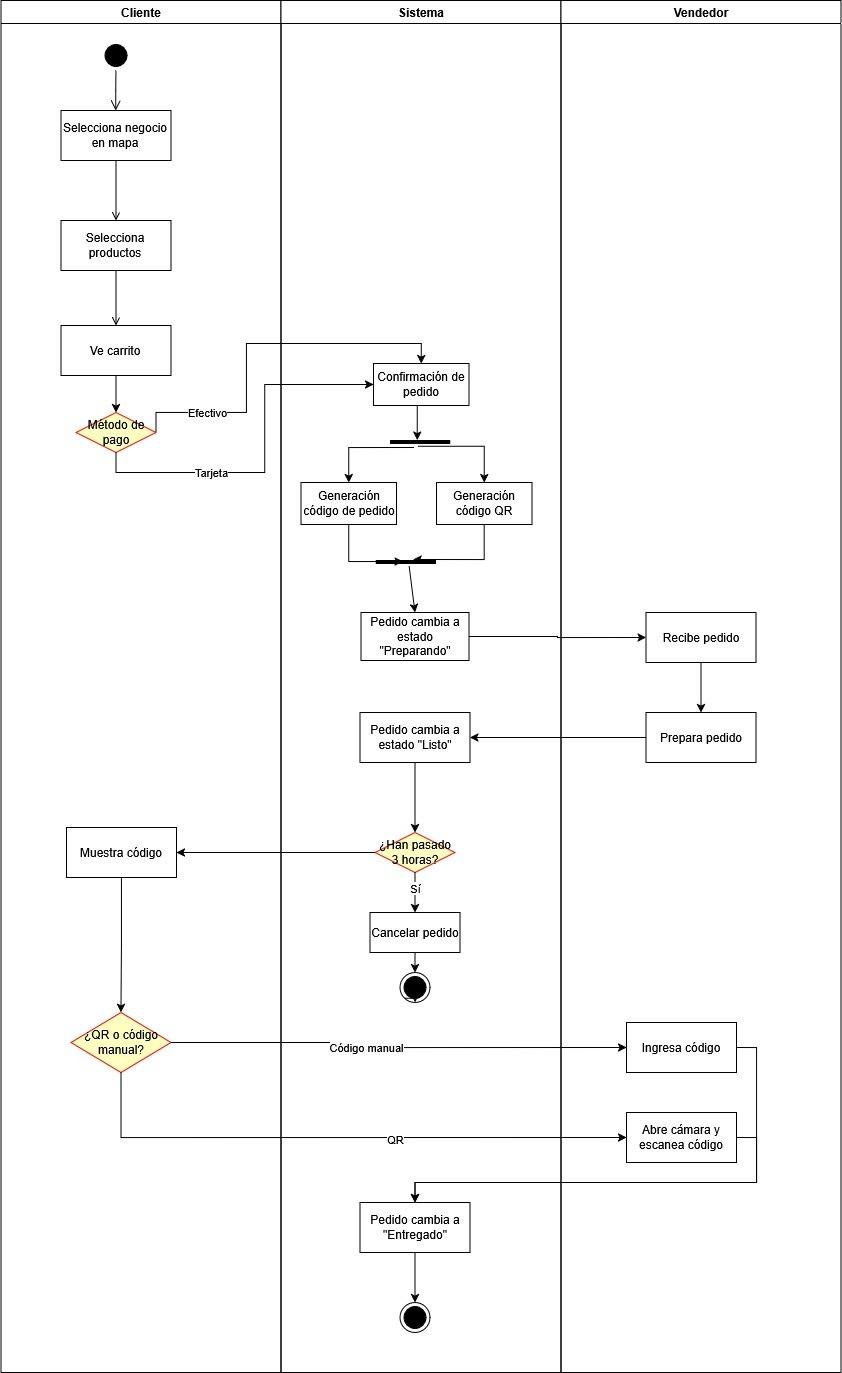 Cliente
Sistema
Vendedor
Selecciona negocio
en mapa
Selecciona
productos
Ve carrito
Método de
pago
Efectivo
Tarjeta
Confirmación de
pedido
Generación
código de pedido
Generación
código QR
Pedido cambia a
estado
"Preparando"
Recibe pedido
Pedido cambia a
estado "Listo"
Prepara pedido
¿Han pasado
3 horas?
Muestra código
Sí
Cancelar pedido
¿QR o código
manual?
Código manual
Ingresa código
QR
Abre cámara y
escanea código
Pedido cambia a
"Entregado"